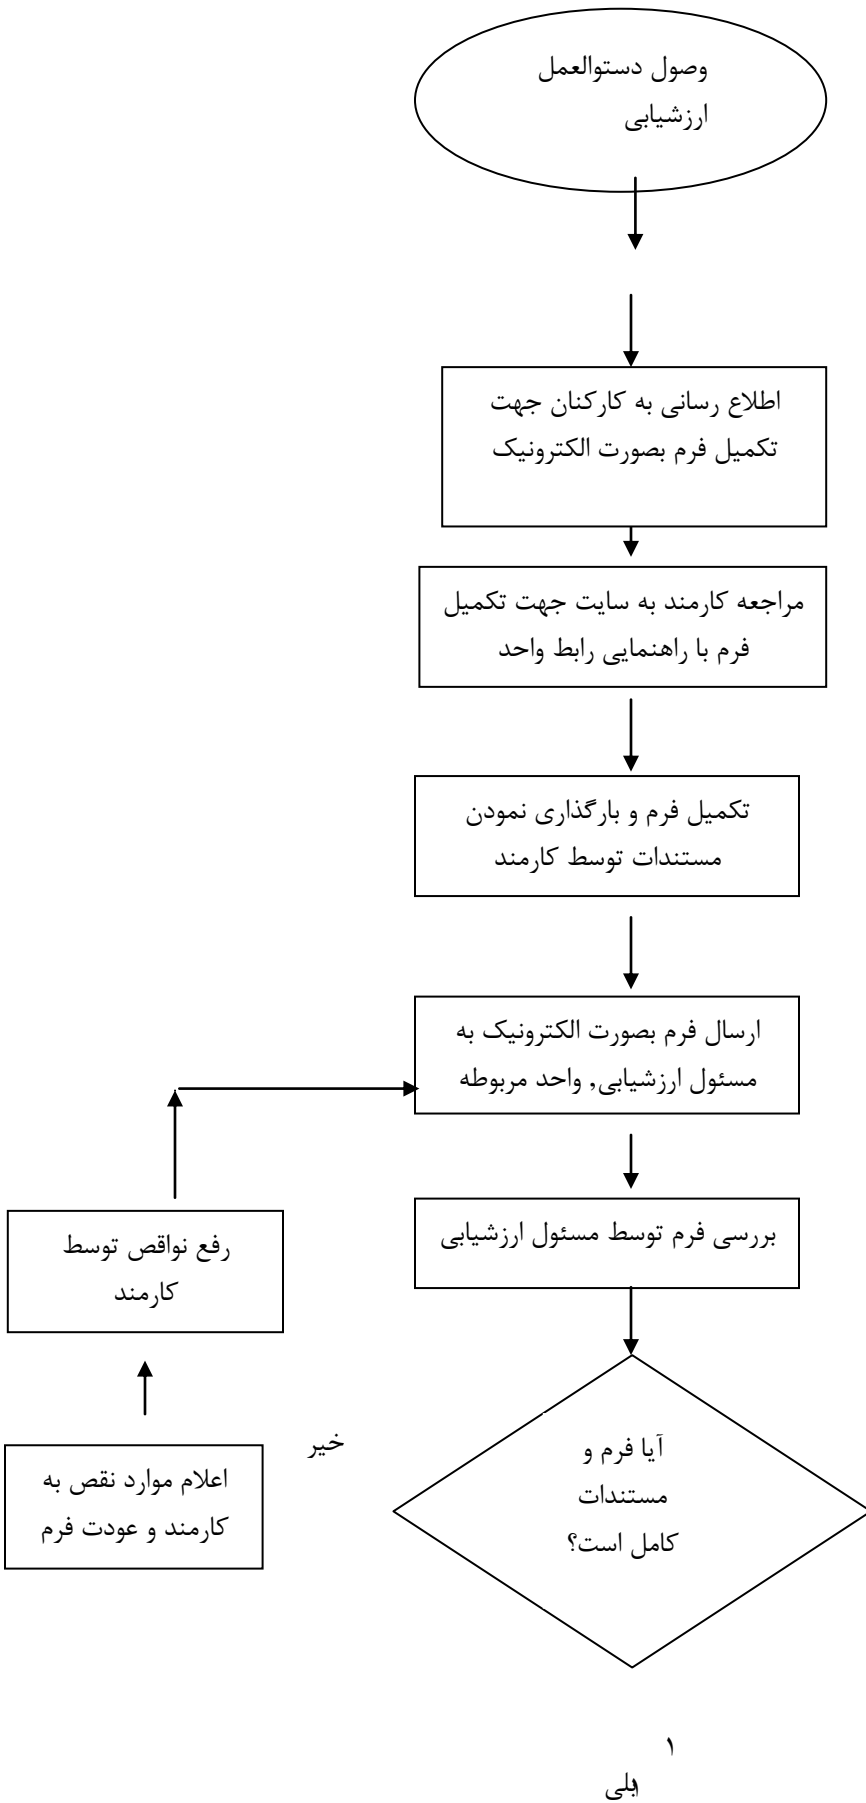 وصول دستوالعمل
ارزشیابی
اطلاع رسانی به کارکنان جهت
تکمیل فرم بصورت الکترونیک
مراجعه کارمند به سایت جهت تکمیل
فرم با راهنمایی رابط واحد
تکمیل فرم و بارگذاری نمودن
مستندات توسط کارمند
ارسال فرم بصورت الکترونیک به
مسئول ارزشیابی, واحد مربوطه
بررسی فرم توسط مسئول ارزشیابی
رفع نواقص توسط
کارمند
آیا فرم و
مستندات
کامل است؟
خیر
اعلام موارد نقص به
کارمند و عودت فرم
۱
بلی